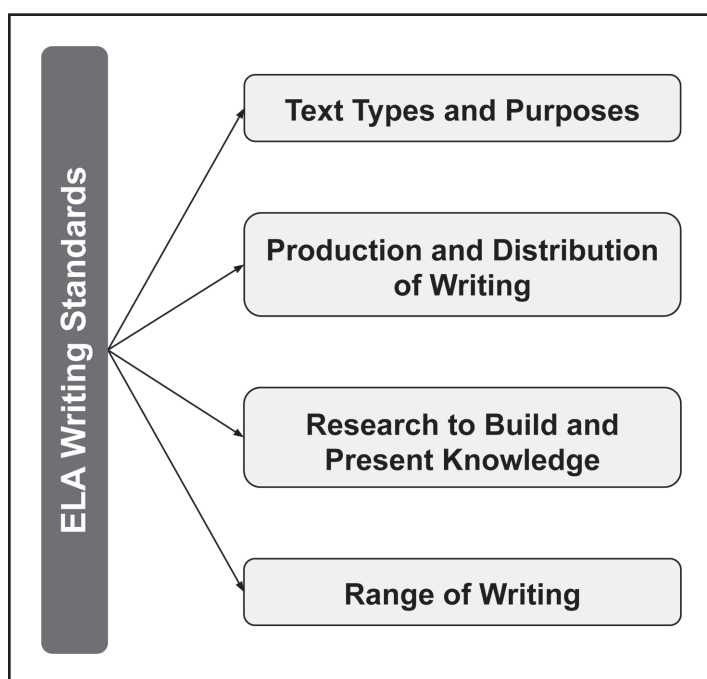 ELA Writing Standards
Text Types and Purposes
Production and Distribution
of Writing
Research to Build and
Present Knowledge
Range of Writing